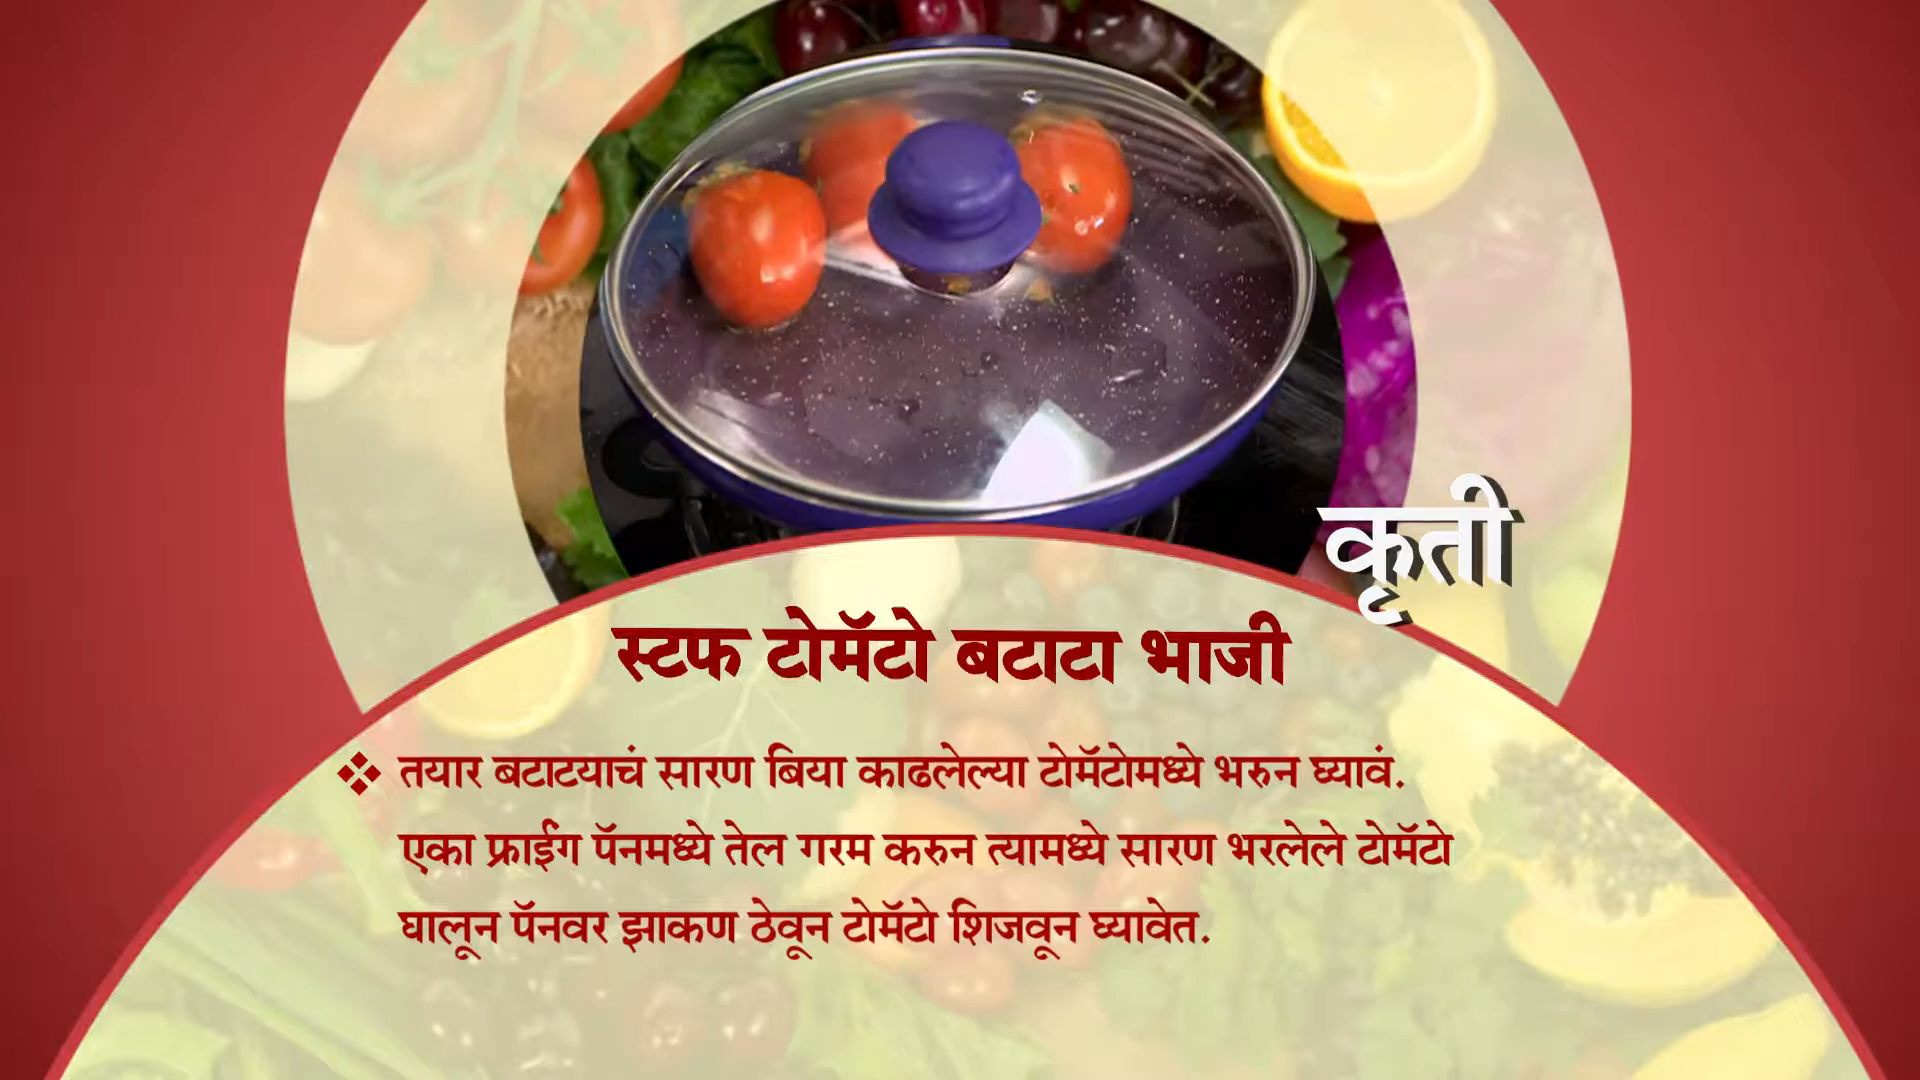 कृती
स्टफ टोमॅटो बटाटा भाजी
❖ तयार बटाटयाचं सारण बिया काढलेल्या टोमॅटोमध्ये भरुन घ्यावं.
एका फ्राईंग पॅनमध्ये तेल गरम करुन त्यामध्ये सारण भरलेले टोमॅटो
घालून पॅनवर झाकण ठेवून टोमॅटो शिजवून घ्यावेत.